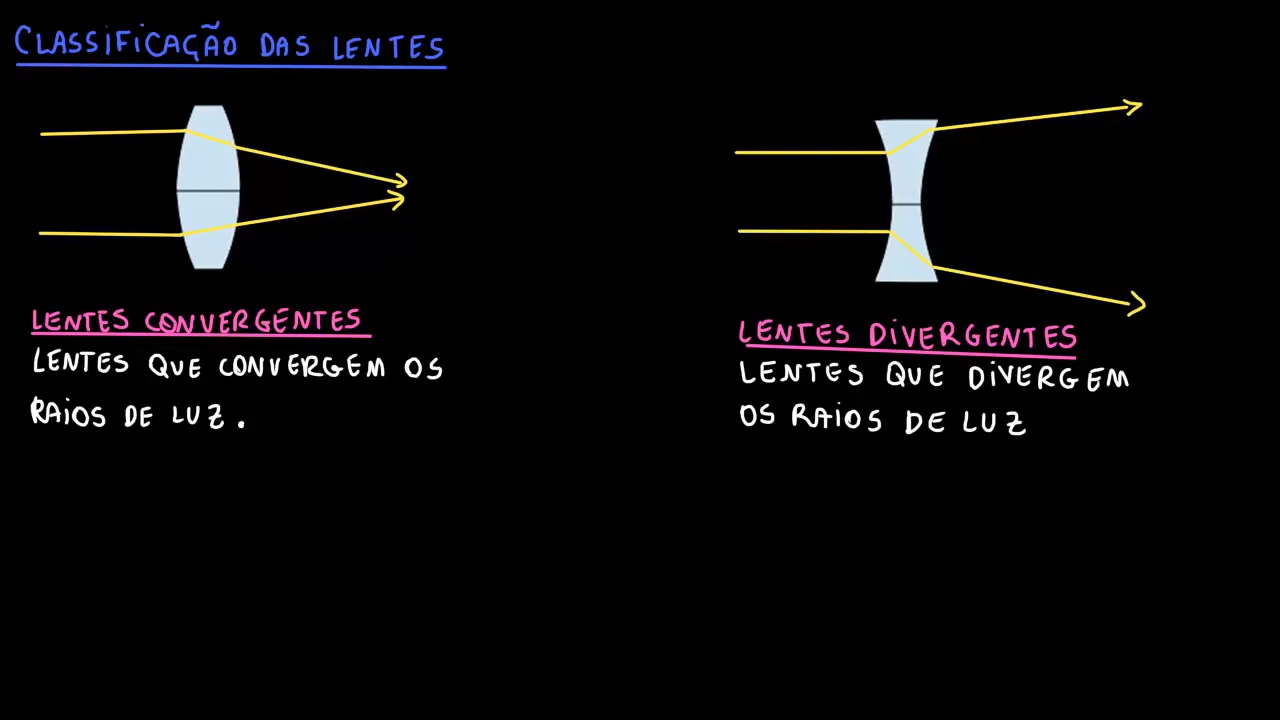 CLASSIFICAÇÃO DAS LENTES
LENTES CONVERGENTES
LENTES QUE CONVERGEM OS
RAIOS DE LUZ.
LENTES DIVERGENTES
LENTES QUE DIVERGEM
OS RAIOS DE LUZ